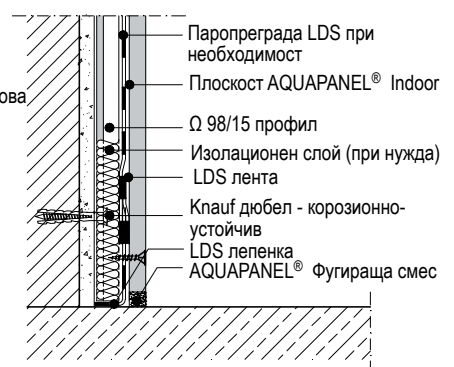 Паропреграда LDS при
необходимост
Плоскост AQUAPANEL® Indoor
ова
Ω 98/15 профил
Изолационен слой (при нужда)
LDS лента
Knauf дюбел - корозионно-
устойчив
LDS лепенка
AQUAPANEL® Фугираща смес